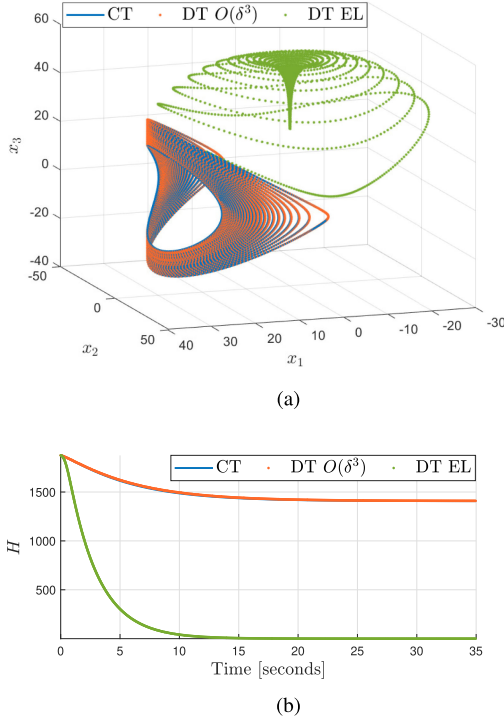 CT DT O(δ³) DT EL
60
40
20
0
-20
-40
x₃
-50
0
50
x₂
40 30 20 10 0 -10 -20 -30
x₁
(a)
CT DT O(δ³) DT EL
1500
1000
500
H
0 5 10 15 20 25 30 35
Time [seconds]
(b)